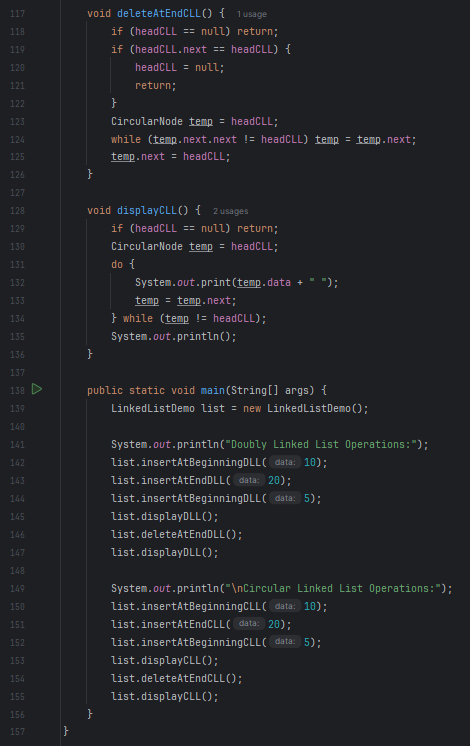 117 void deleteAtEndCLL() { 1 usage
118 if (headCLL == null) return;
119 if (headCLL.next == headCLL) {
120 headCLL = null;
121 return;
122 }
123 CircularNode temp = headCLL;
124 while (temp.next.next != headCLL) temp = temp.next;
125 temp.next = headCLL;
126 }
127
128 void displayCLL() { 2 usages
129 if (headCLL == null) return;
130 CircularNode temp = headCLL;
131 do {
132 System.out.print(temp.data + " ");
133 temp = temp.next;
134 } while (temp != headCLL);
135 System.out.println();
136 }
137
138 public static void main(String[] args) {
139 LinkedListDemo list = new LinkedListDemo();
140
141 System.out.println("Doubly Linked List Operations:");
142 list.insertAtBeginningDLL( data: 10);
143 list.insertAtEndDLL( data: 20);
144 list.insertAtBeginningDLL( data: 5);
145 list.displayDLL();
146 list.deleteAtEndDLL();
147 list.displayDLL();
148
149 System.out.println("\nCircular Linked List Operations:");
150 list.insertAtBeginningCLL( data: 10);
151 list.insertAtEndCLL( data: 20);
152 list.insertAtBeginningCLL( data: 5);
153 list.displayCLL();
154 list.deleteAtEndCLL();
155 list.displayCLL();
156 }
157 }